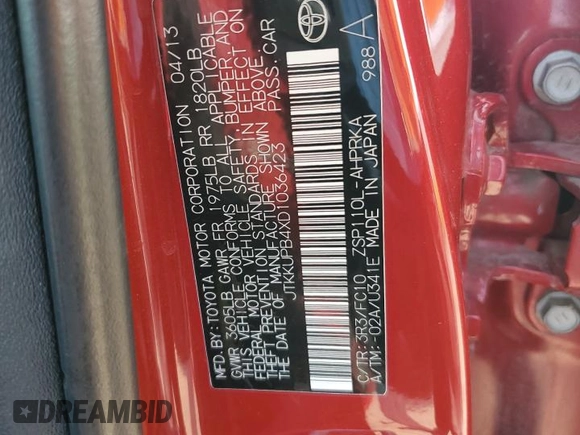 MFD. BY: TOYOTA MOTOR CORPORATION 04/13
GVWR 3605LB GAWR FR 1975LB RR 1820LB
THIS VEHICLE CONFORMS TO ALL APPLICABLE
FEDERAL MOTOR VEHICLE SAFETY, BUMPER, AND
THEFT PREVENTION STANDARDS IN EFFECT ON
THE DATE OF MANUFACTURE SHOWN ABOVE.
JTKKUPB4XD1036423 PASS. CAR
C/TR: 3R3/FC10 ZSP110L-AHPRKA
A/TM: -02A/U341E MADE IN JAPAN 988 A
DREAMBID